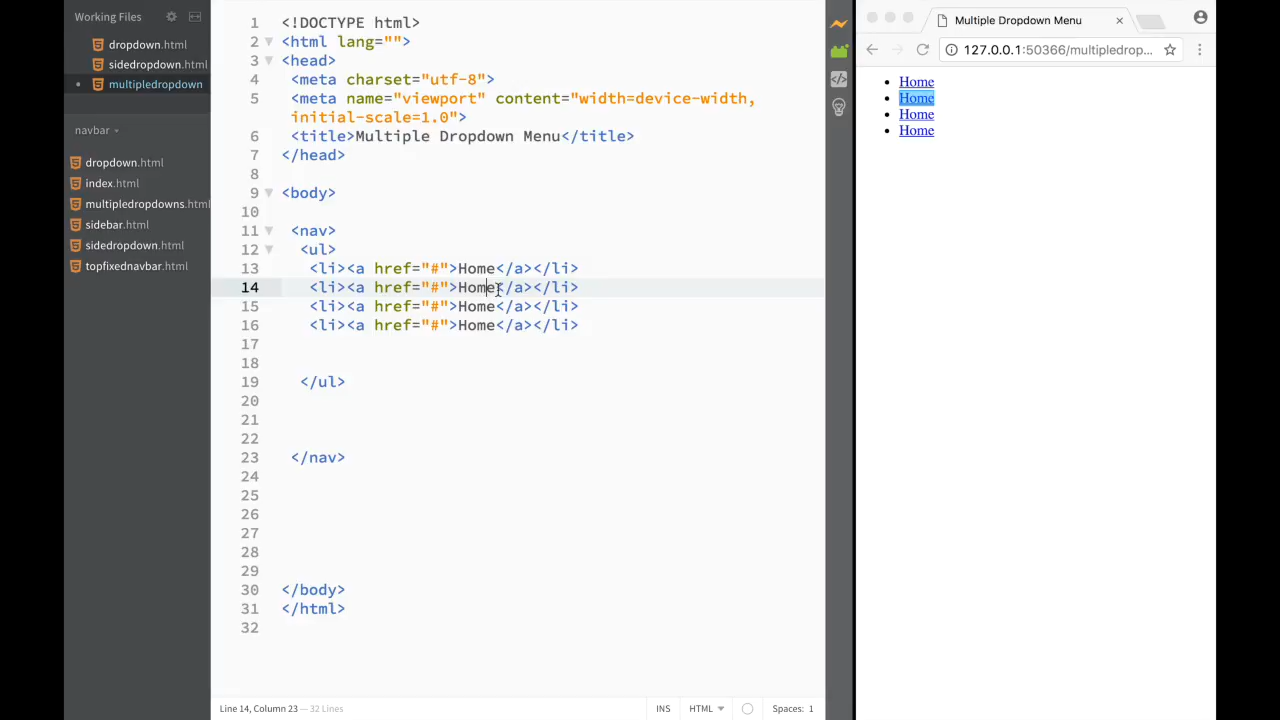 Working Files
dropdown.html
sidedropdown.html
multipledropdown
navbar
dropdown.html
index.html
multipledropdowns.html
sidebar.html
sidedropdown.html
topfixednavbar.html
1 <!DOCTYPE html>
2 <html lang="">
3 <head>
4 <meta charset="utf-8">
5 <meta name="viewport" content="width=device-width,
initial-scale=1.0">
6 <title>Multiple Dropdown Menu</title>
7 </head>
8
9 <body>
10
11 <nav>
12 <ul>
13 <li><a href="#">Home</a></li>
14 <li><a href="#">Home</a></li>
15 <li><a href="#">Home</a></li>
16 <li><a href="#">Home</a></li>
17
18
19 </ul>
20
21
22
23 </nav>
24
25
26
27
28
29
30 </body>
31 </html>
32
Line 14, Column 23 — 32 Lines
INS
HTML
Spaces: 1
Multiple Dropdown Menu
127.0.0.1:50366/multipledrop...
Home
Home
Home
Home